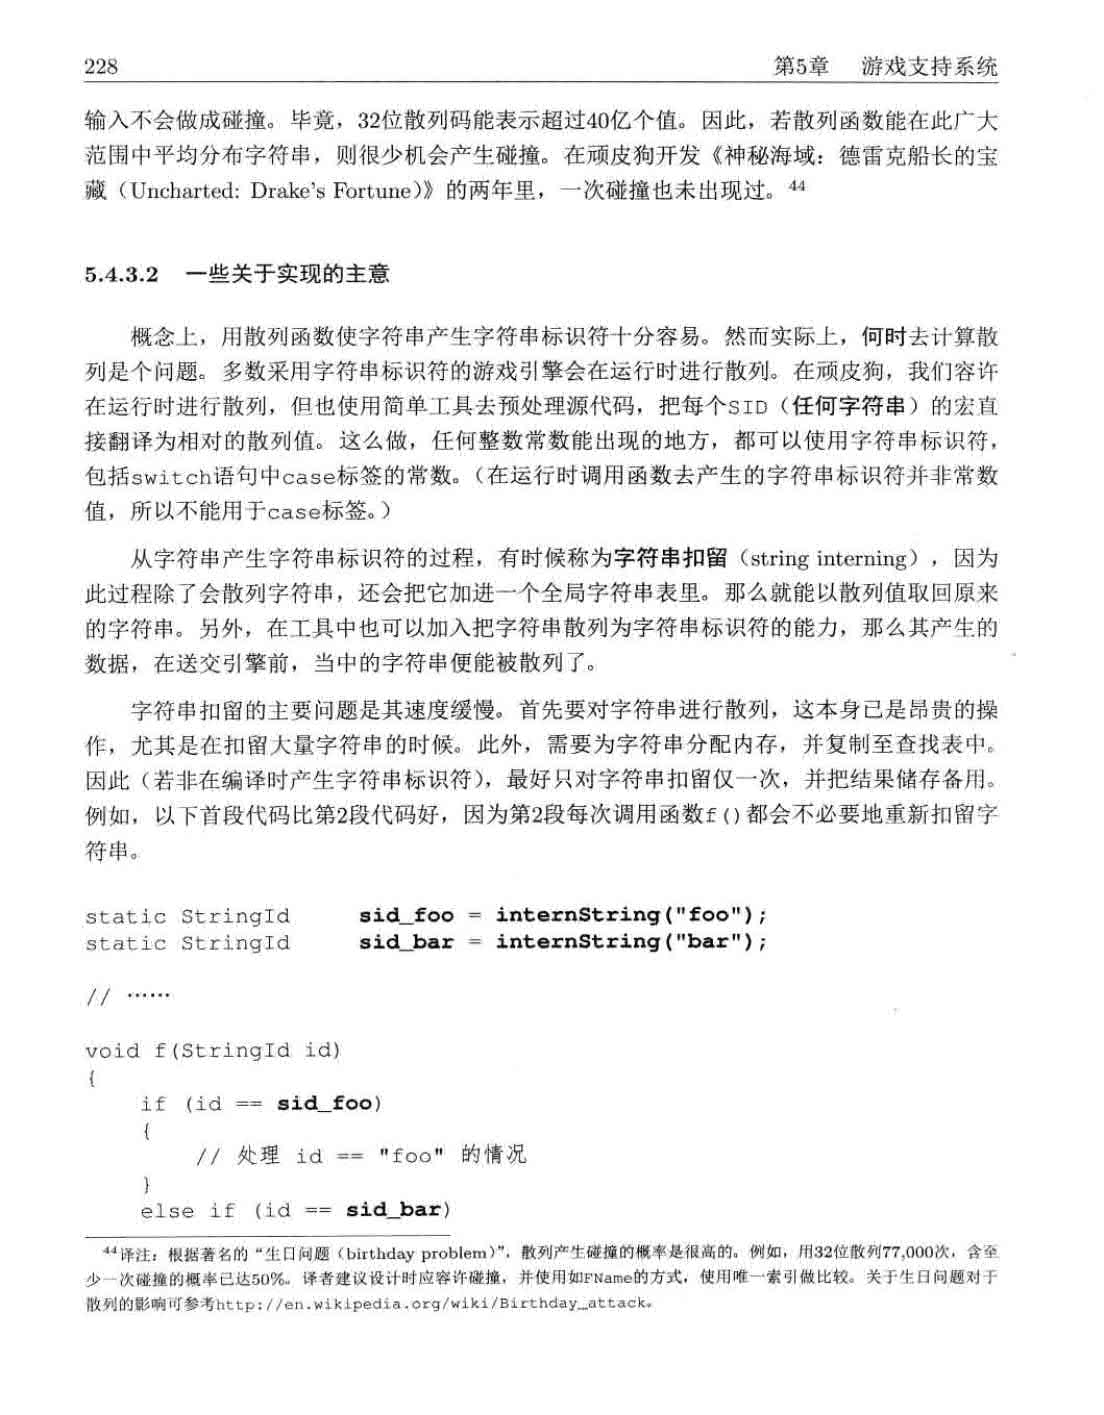 228 第5章 游戏支持系统
输入不会做成碰撞。毕竟，32位散列码能表示超过40亿个值。因此，若散列函数能在此广大
范围中平均分布字符串，则很少机会产生碰撞。在顽皮狗开发《神秘海域：德雷克船长的宝
藏（Uncharted: Drake's Fortune）》的两年里，一次碰撞也未出现过。44
5.4.3.2 一些关于实现的主意
概念上，用散列函数使字符串产生字符串标识符十分容易。然而实际上，何时去计算散
列是个问题。多数采用字符串标识符的游戏引擎会在运行时进行散列。在顽皮狗，我们容许
在运行时进行散列，但也使用简单工具去预处理源代码，把每个SID（任何字符串）的宏直
接翻译为相对的散列值。这么做，任何整数常数能出现的地方，都可以使用字符串标识符，
包括switch语句中case标签的常数。（在运行时调用函数去产生的字符串标识符并非常数
值，所以不能用于case标签。）
从字符串产生字符串标识符的过程，有时候称为字符串扣留（string interning），因为
此过程除了会散列字符串，还会把它加进一个全局字符串表里。那么就能以散列值取回原来
的字符串。另外，在工具中也可以加入把字符串散列为字符串标识符的能力，那么其产生的
数据，在送交引擎前，当中的字符串便能被散列了。
字符串扣留的主要问题是其速度缓慢。首先要对字符串进行散列，这本身已是昂贵的操
作，尤其是在扣留大量字符串的时候。此外，需要为字符串分配内存，并复制至查找表中。
因此（若非在编译时产生字符串标识符），最好只对字符串扣留仅一次，并把结果储存备用。
例如，以下首段代码比第2段代码好，因为第2段每次调用函数f()都会不必要地重新扣留字
符串。
static StringId sid_foo = internString("foo");
static StringId sid_bar = internString("bar");
// ……
void f(StringId id)
{
if (id == sid_foo)
{
// 处理 id == "foo" 的情况
}
else if (id == sid_bar)
44译注：根据著名的“生日问题（birthday problem）”，散列产生碰撞的概率是很高的。例如，用32位散列77,000次，含至
少一次碰撞的概率已达50%。译者建议设计时应容许碰撞，并使用如FName的方式，使用唯一索引做比较。关于生日问题对于
散列的影响可参考http://en.wikipedia.org/wiki/Birthday_attack。